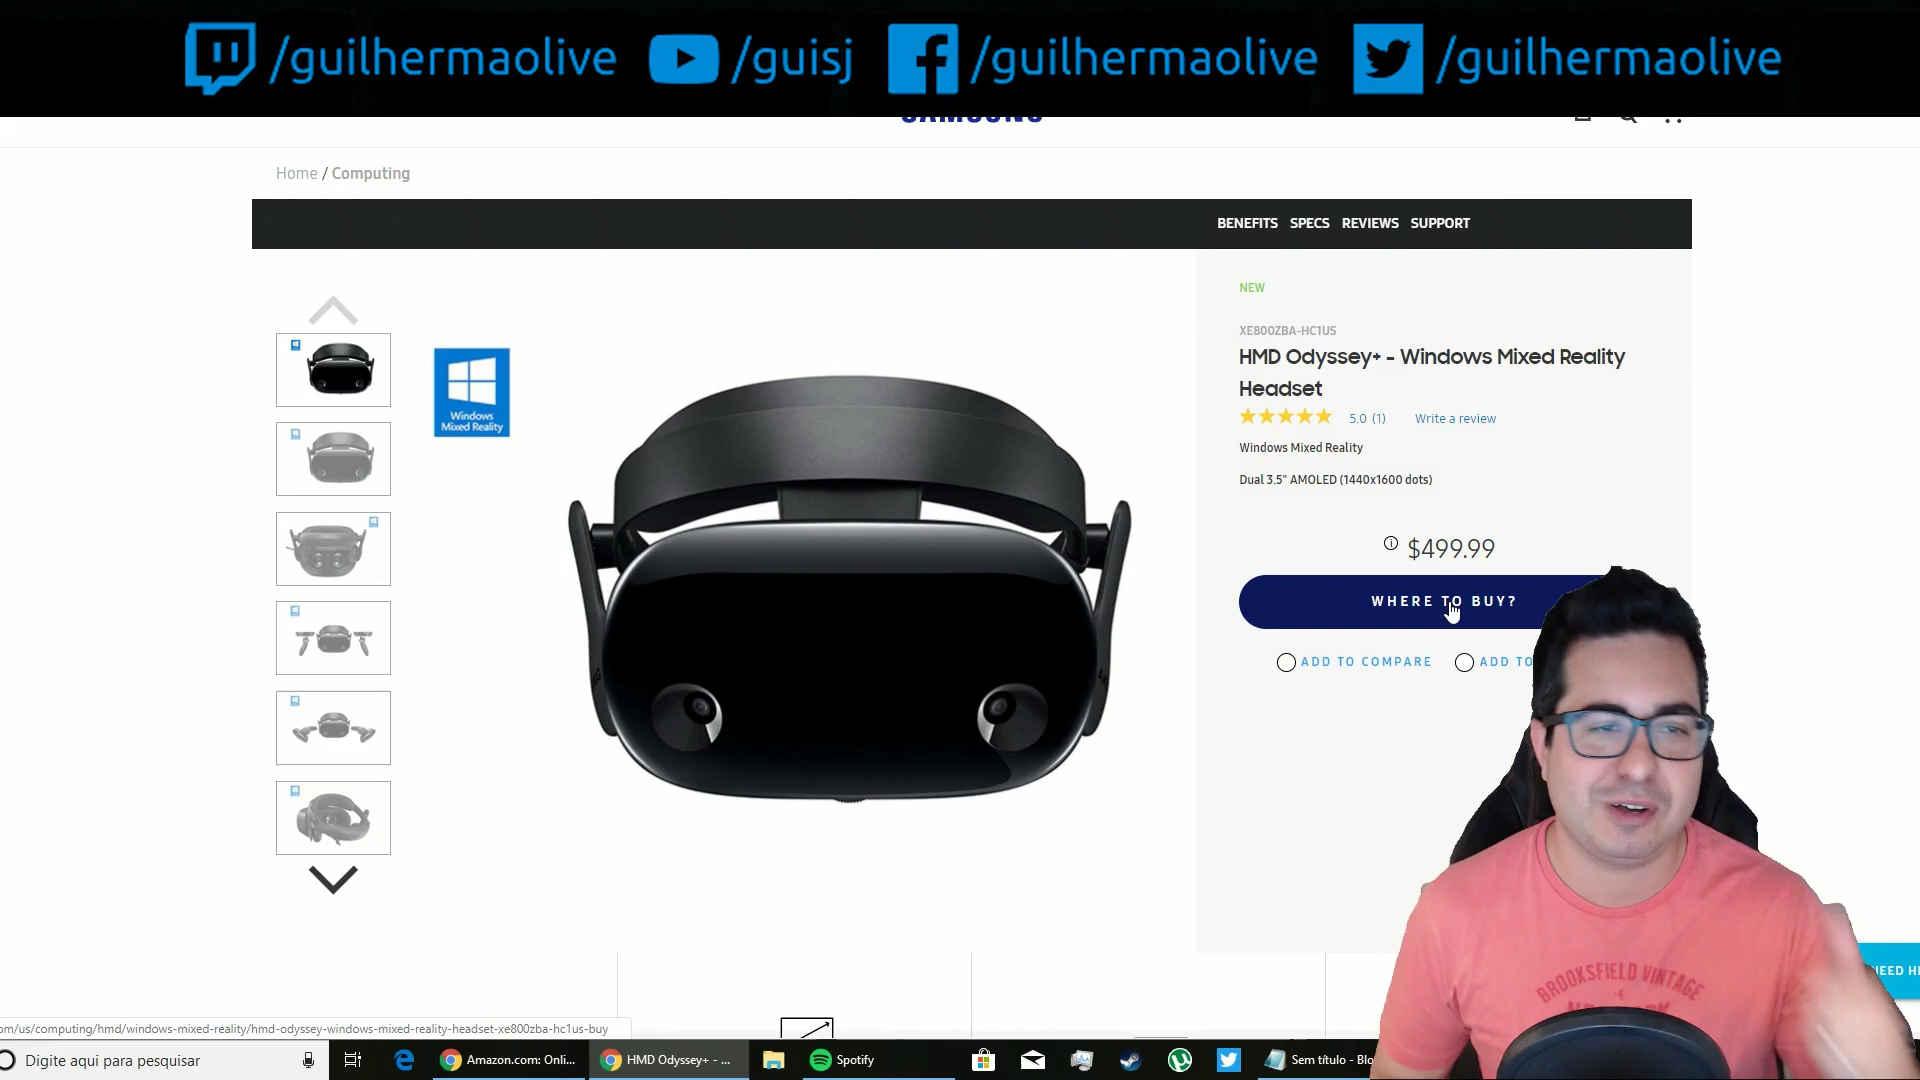 /guilhermaolive /guisj /guilhermaolive /guilhermaolive
SAMSUNG
Home / Computing
BENEFITS SPECS REVIEWS SUPPORT
NEW
XE800ZBA-HC1US
HMD Odyssey+ - Windows Mixed Reality
Headset
5.0 (1) Write a review
Windows Mixed Reality
Dual 3.5" AMOLED (1440x1600 dots)
$499.99
WHERE TO BUY?
ADD TO COMPARE ADD TO
Windows
Mixed Reality
BROOKSFIELD VINTAGE
NEED H
om/us/computing/hmd/windows-mixed-reality/hmd-odyssey-windows-mixed-reality-headset-xe800zba-hc1us-buy
Digite aqui para pesquisar
Amazon.com: Onli...
HMD Odyssey+ - ...
Spotify
Sem título - Blo